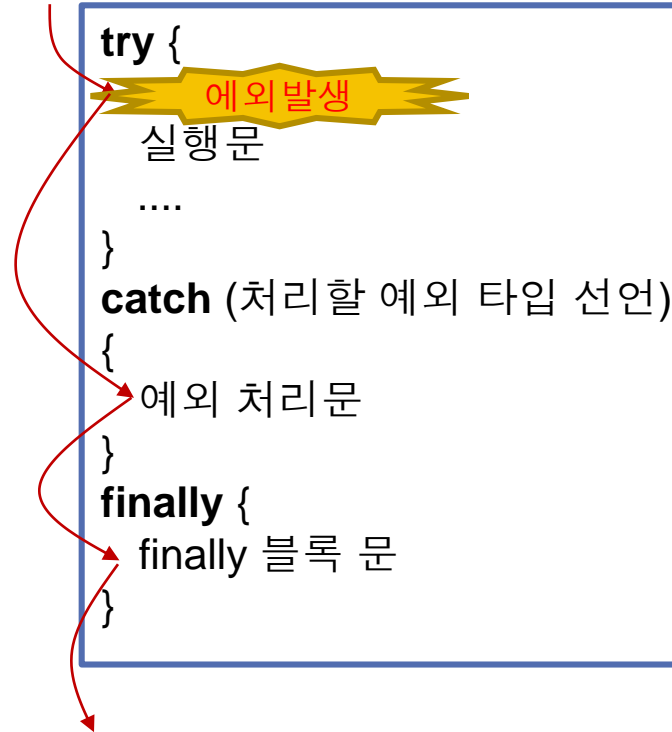 try {
에외발생
실행문
....
}
catch (처리할 예외 타입 선언)
{
예외 처리문
}
finally {
finally 블록 문
}